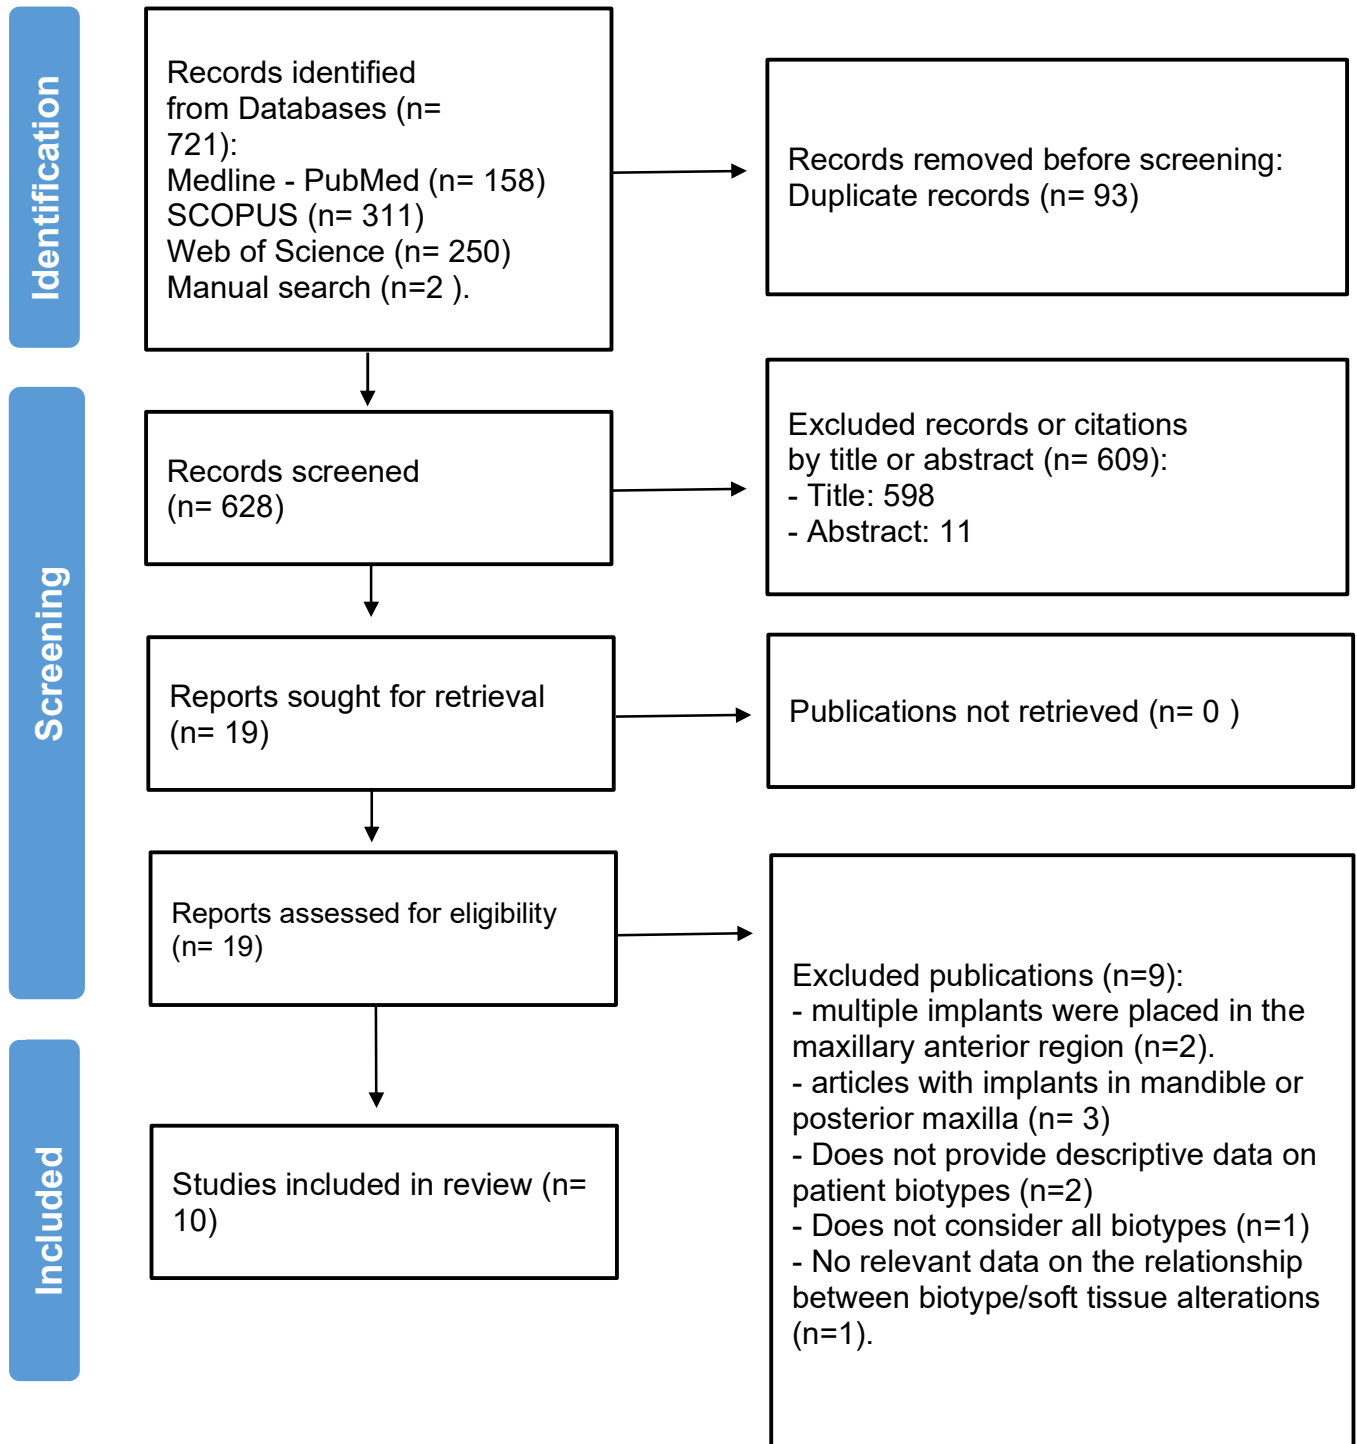 Identification
Records identified
from Databases (n=
721):
Medline - PubMed (n= 158)
SCOPUS (n= 311)
Web of Science (n= 250)
Manual search (n=2 ).
Records removed before screening:
Duplicate records (n= 93)
Screening
Records screened
(n= 628)
Excluded records or citations
by title or abstract (n= 609):
- Title: 598
- Abstract: 11
Reports sought for retrieval
(n= 19)
Publications not retrieved (n= 0 )
Reports assessed for eligibility
(n= 19)
Excluded publications (n=9):
- multiple implants were placed in the
maxillary anterior region (n=2).
- articles with implants in mandible or
posterior maxilla (n= 3)
- Does not provide descriptive data on
patient biotypes (n=2)
- Does not consider all biotypes (n=1)
- No relevant data on the relationship
between biotype/soft tissue alterations
(n=1).
Included
Studies included in review (n=
10)